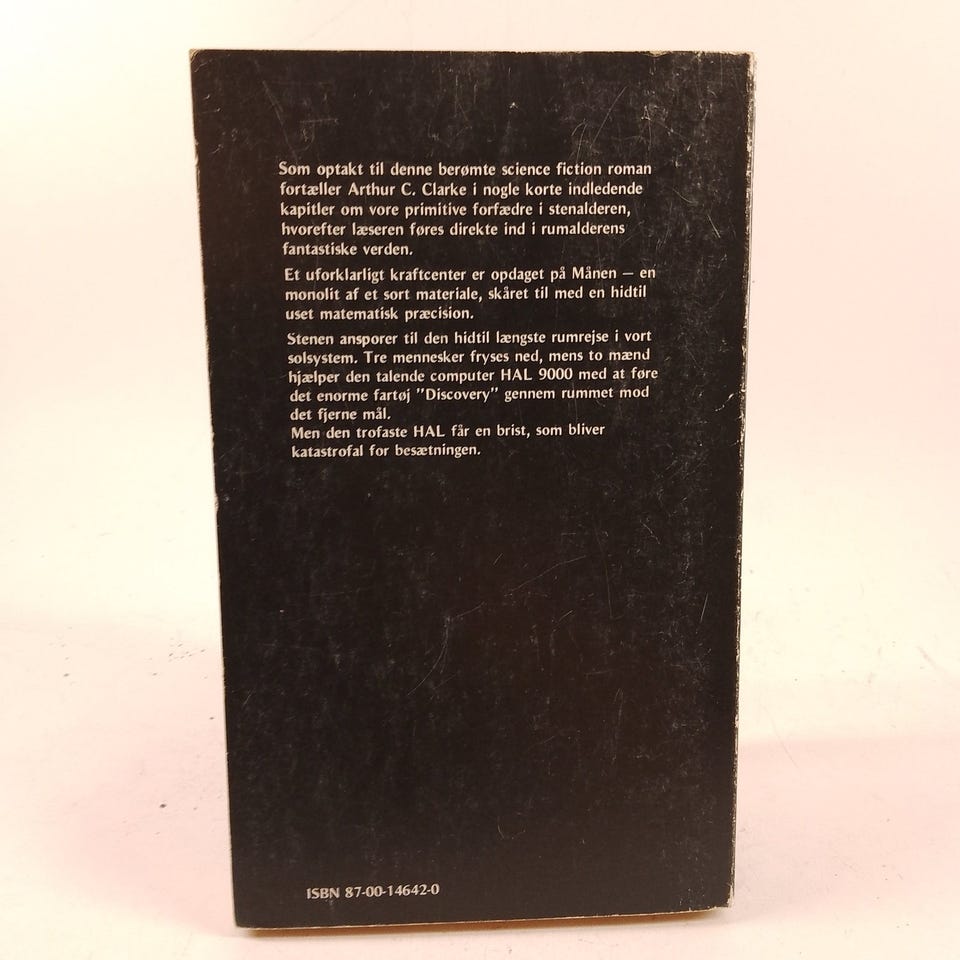 Som optakt til denne berømte science fiction roman
fortæller Arthur C. Clarke i nogle korte indledende
kapitler om vore primitive forfædre i stenalderen,
hvorefter læseren føres direkte ind i rumalderens
fantastiske verden.
Et uforklarligt kraftcenter er opdaget på Månen – en
monolit af et sort materiale, skåret til med en hidtil
uset matematisk præcision.
Stenen ansporer til den hidtil længste rumrejse i vort
solsystem. Tre mennesker fryses ned, mens to mænd
hjælper den talende computer HAL 9000 med at føre
det enorme fartøj "Discovery" gennem rummet mod
det fjerne mål.
Men den trofaste HAL får en brist, som bliver
katastrofal for besætningen.
ISBN 87-00-14642-0